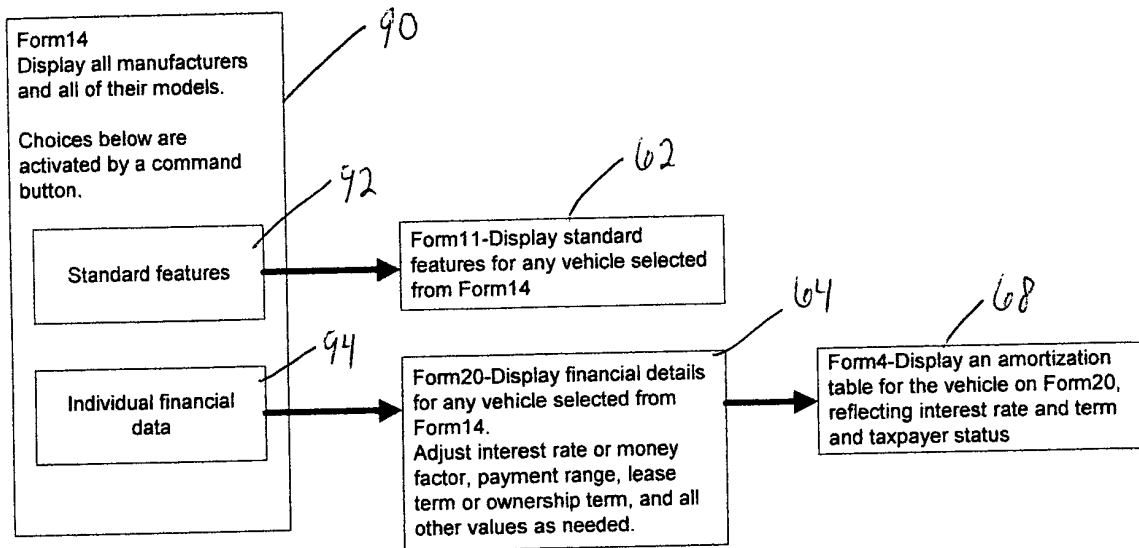 Form14
Display all manufacturers
and all of their models.
Choices below are
activated by a command
button.
90
92
Standard features
62
Form11-Display standard
features for any vehicle selected
from Form14
94
Individual financial
data
64
Form20-Display financial details
for any vehicle selected from
Form14.
Adjust interest rate or money
factor, payment range, lease
term or ownership term, and all
other values as needed.
68
Form4-Display an amortization
table for the vehicle on Form20,
reflecting interest rate and term
and taxpayer status